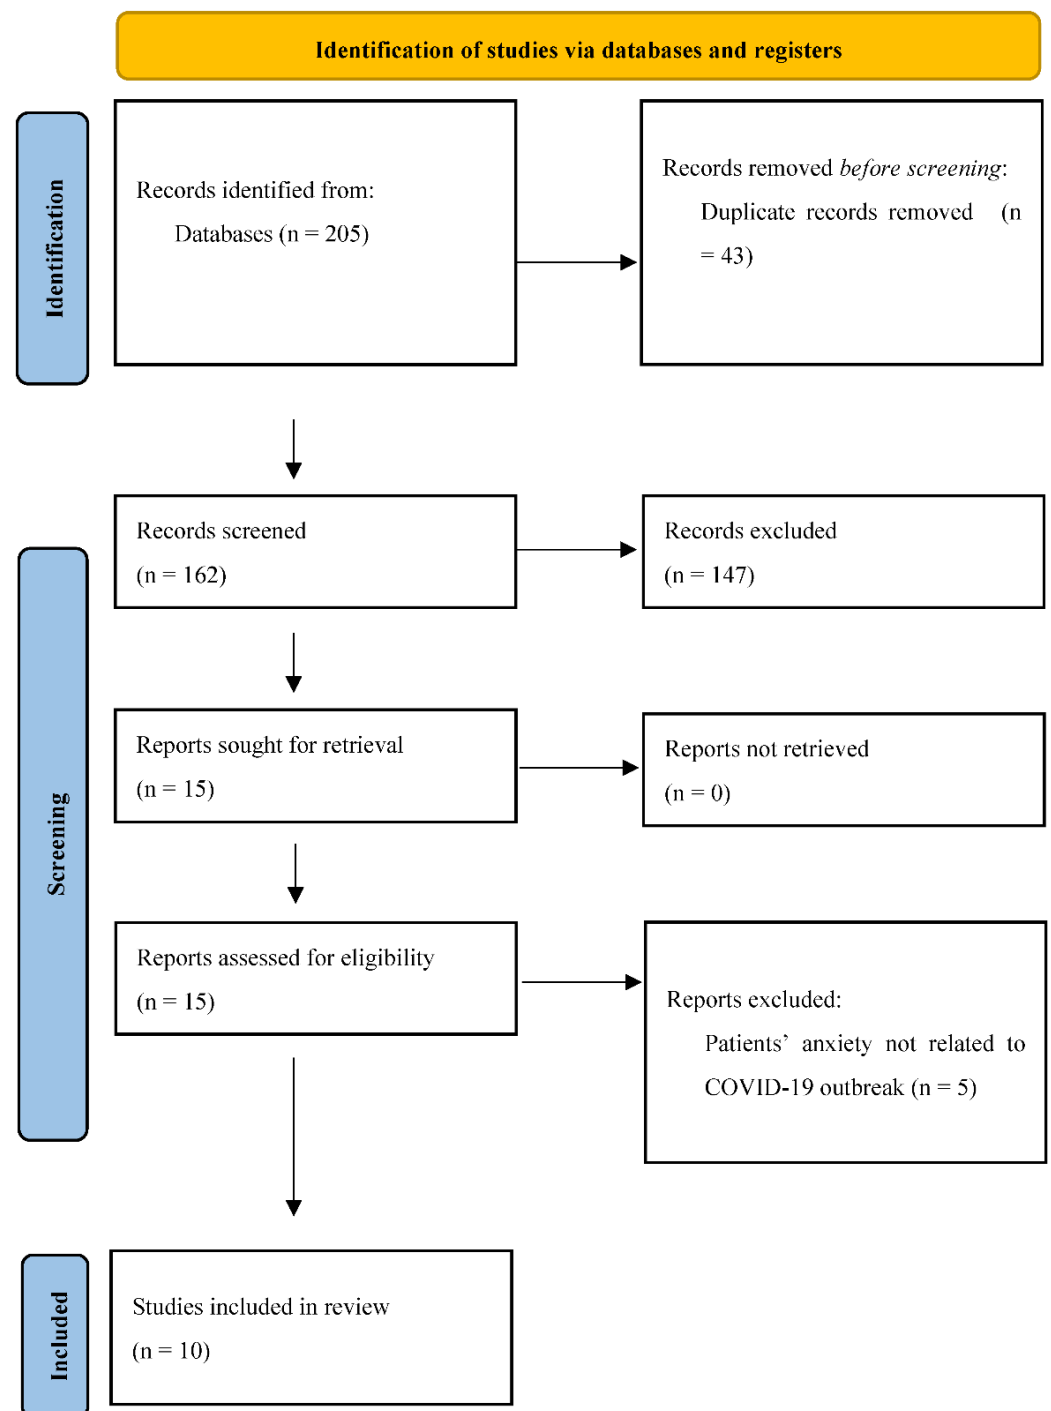 Identification of studies via databases and registers
Identification
Records identified from:
Databases (n = 205)
Records removed before screening:
Duplicate records removed (n
= 43)
Screening
Records screened
(n = 162)
Records excluded
(n = 147)
Reports sought for retrieval
(n = 15)
Reports not retrieved
(n = 0)
Reports assessed for eligibility
(n = 15)
Reports excluded:
Patients’ anxiety not related to
COVID-19 outbreak (n = 5)
Included
Studies included in review
(n = 10)